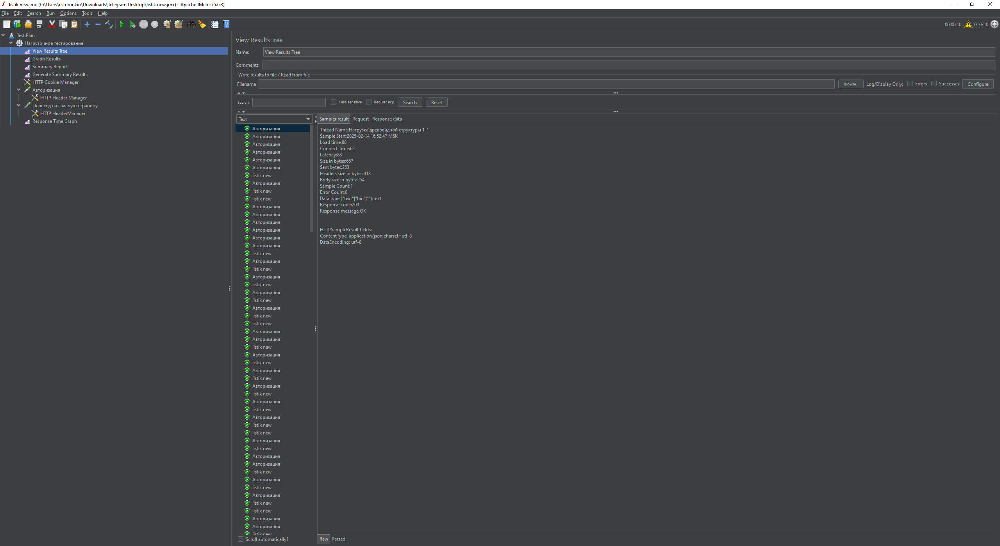 listik new.jmx (C:\Users\estoronkin\Downloads\Telegram Desktop\listik new.jmx) - Apache JMeter (5.6.3)
File Edit Search Run Options Tools Help
00:00:10 0 0/10
Test Plan
Нагрузочное тестирование
View Results Tree
Graph Results
Summary Report
Generate Summary Results
HTTP Cookie Manager
Авторизация
HTTP Header Manager
Переход на главную страницу
HTTP HeaderManager
Response Time Graph
View Results Tree
Name: View Results Tree
Comments:
Write results to file / Read from file
Filename Browse... Log/Display Only: Errors Successes Configure
Search: Case sensitive Regular exp. Search Reset
Text
Авторизация
Авторизация
Авторизация
Авторизация
Авторизация
Авторизация
listik new
Авторизация
listik new
listik new
Авторизация
Авторизация
Авторизация
Авторизация
Авторизация
Авторизация
listik new
Авторизация
listik new
Авторизация
listik new
Авторизация
listik new
Авторизация
listik new
listik new
Авторизация
Авторизация
listik new
Авторизация
listik new
Авторизация
listik new
Авторизация
listik new
Авторизация
listik new
Авторизация
listik new
listik new
Авторизация
listik new
Авторизация
Авторизация
listik new
Авторизация
listik new
Авторизация
listik new
listik new
Авторизация
Авторизация
listik new
Scroll automatically?
Sampler result Request Response data
Thread Name:Нагрузка древовидной структуры 1-1
Sample Start:2025-02-14 16:52:47 MSK
Load time:88
Connect Time:62
Latency:88
Size in bytes:667
Sent bytes:263
Headers size in bytes:413
Body size in bytes:254
Sample Count:1
Error Count:0
Data type ("text"|"bin"|""):text
Response code:200
Response message:OK
HTTPSampleResult fields:
ContentType: application/json;charset=utf-8
DataEncoding: utf-8
Raw Parsed